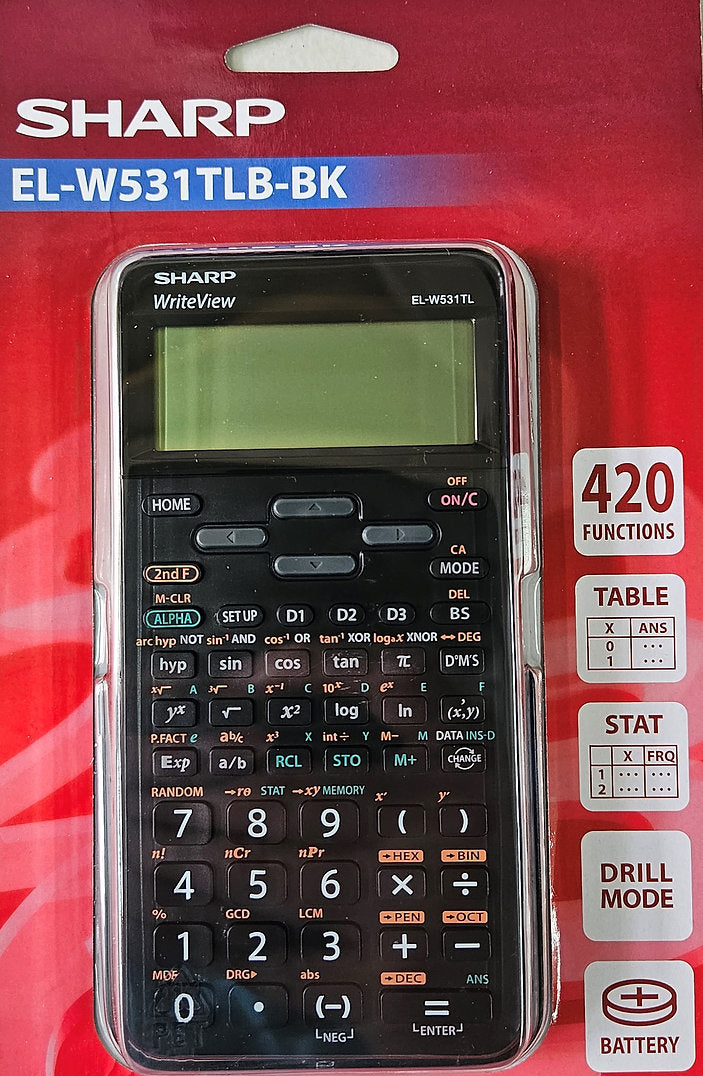 SHARP
EL-W531TLB-BK
SHARP
WriteView EL-W531TL
OFF
HOME ON/C
CA
2nd F MODE
M-CLR DEL
ALPHA SET UP D1 D2 D3 BS
arc hyp NOT sin⁻¹ AND cos⁻¹ OR tan⁻¹ XOR logₐx XNOR ↔DEG
hyp sin cos tan π D°M'S
ˣ√ A ³√ B x⁻¹ C 10ˣ D eˣ E F
yˣ √ x² log ln (x,y)
P.FACT e ab/c x³ X int÷ Y M− M DATA INS-D
Exp a/b RCL STO M+ CHANGE
RANDOM →rθ STAT →xy MEMORY x' y'
7 8 9 ( )
n! nCr nPr →HEX →BIN
4 5 6 × ÷
% GCD LCM →PEN →OCT
1 2 3 + −
MDF DRG▸ abs →DEC ANS
0 • (−) =
NEG ENTER
PET
420
FUNCTIONS
TABLE
X ANS
0 ...
1 ...
STAT
X FRQ
1 ... ...
2 ... ...
DRILL
MODE
BATTERY